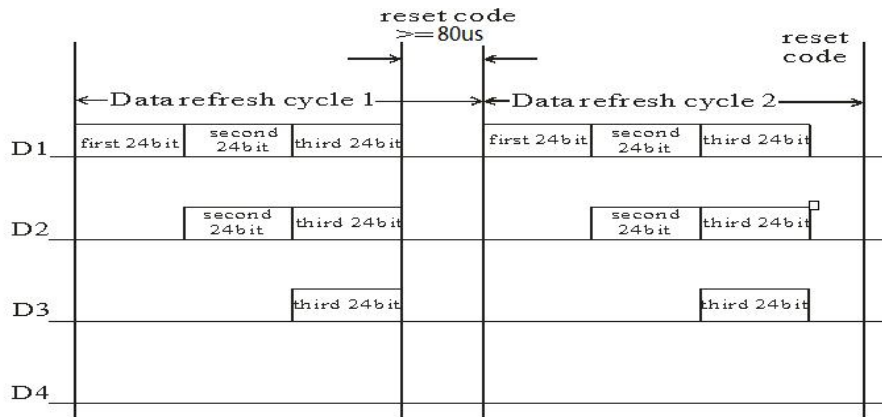 reset code
>=80us
reset
code
Data refresh cycle 1
Data refresh cycle 2
D1
first 24bit
second
24bit
third 24bit
first 24bit
second
24bit
third 24bit
D2
second
24bit
third 24bit
second
24bit
third 24bit
D3
third 24bit
third 24bit
D4